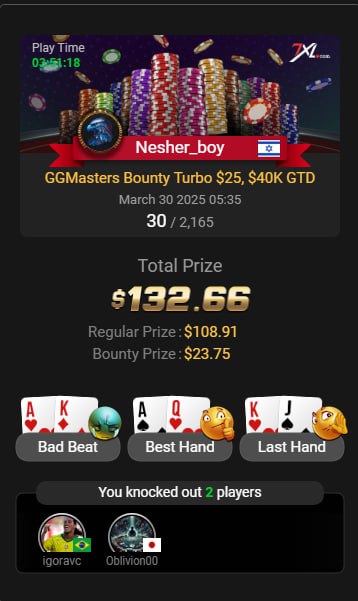 Play Time
03:51:18
7XL.COM
Nesher_boy
GGMasters Bounty Turbo $25, $40K GTD
March 30 2025 05:35
30 / 2,165
Total Prize
$132.66
Regular Prize : $108.91
Bounty Prize : $23.75
A K A Q K J
Bad Beat Best Hand Last Hand
You knocked out 2 players
igoravc Oblivion00